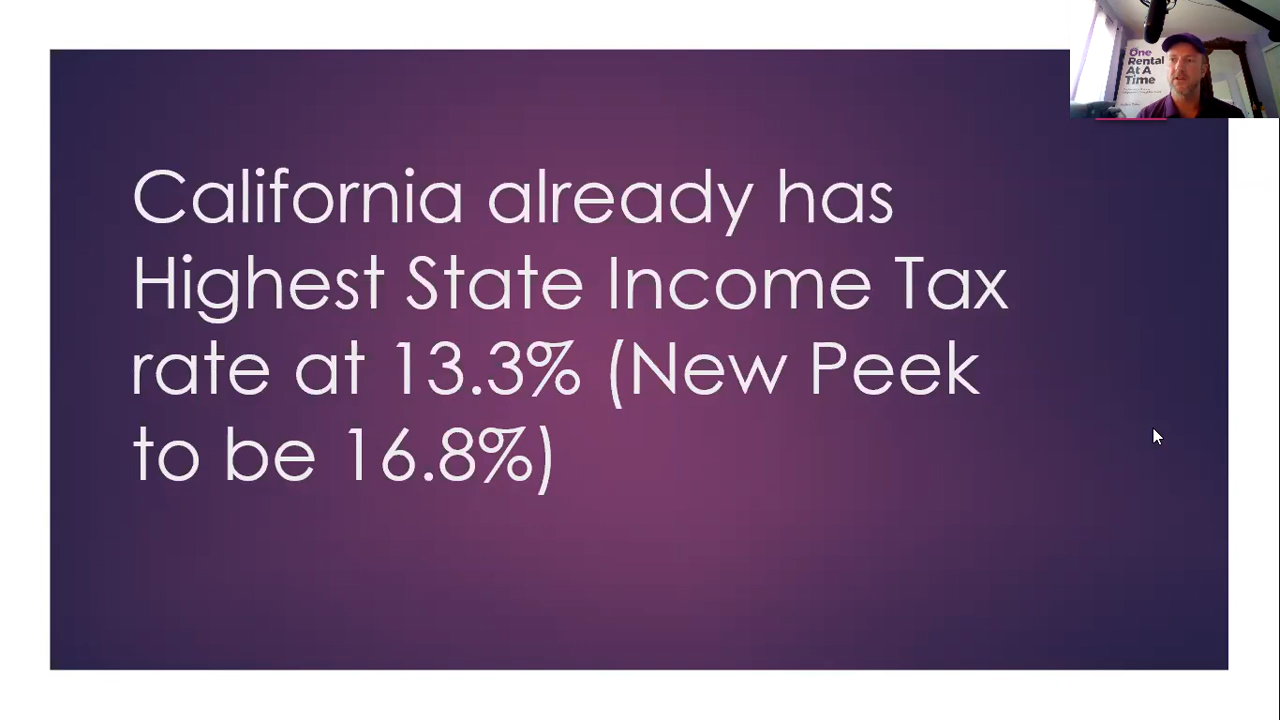 California already has
Highest State Income Tax
rate at 13.3% (New Peek
to be 16.8%)
One
Rental
At A
Time